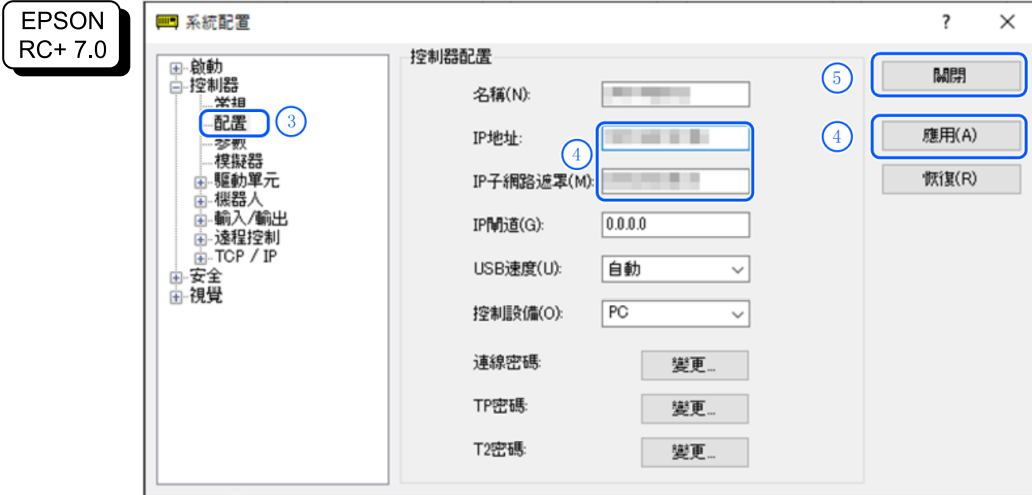 EPSON
RC+ 7.0
系統配置
?
啟動
控制器
常規
配置
③
參數
模擬器
驅動單元
機器人
輸入/輸出
遠程控制
TCP / IP
安全
視覺
控制器配置
名稱(N):
IP地址:
④
IP子網路遮罩(M):
IP閘道(G):
0.0.0.0
USB速度(U):
自動
控制設備(O):
PC
連線密碼:
變更...
TP密碼:
變更...
T2密碼:
變更...
⑤
關閉
④
應用(A)
恢復(R)